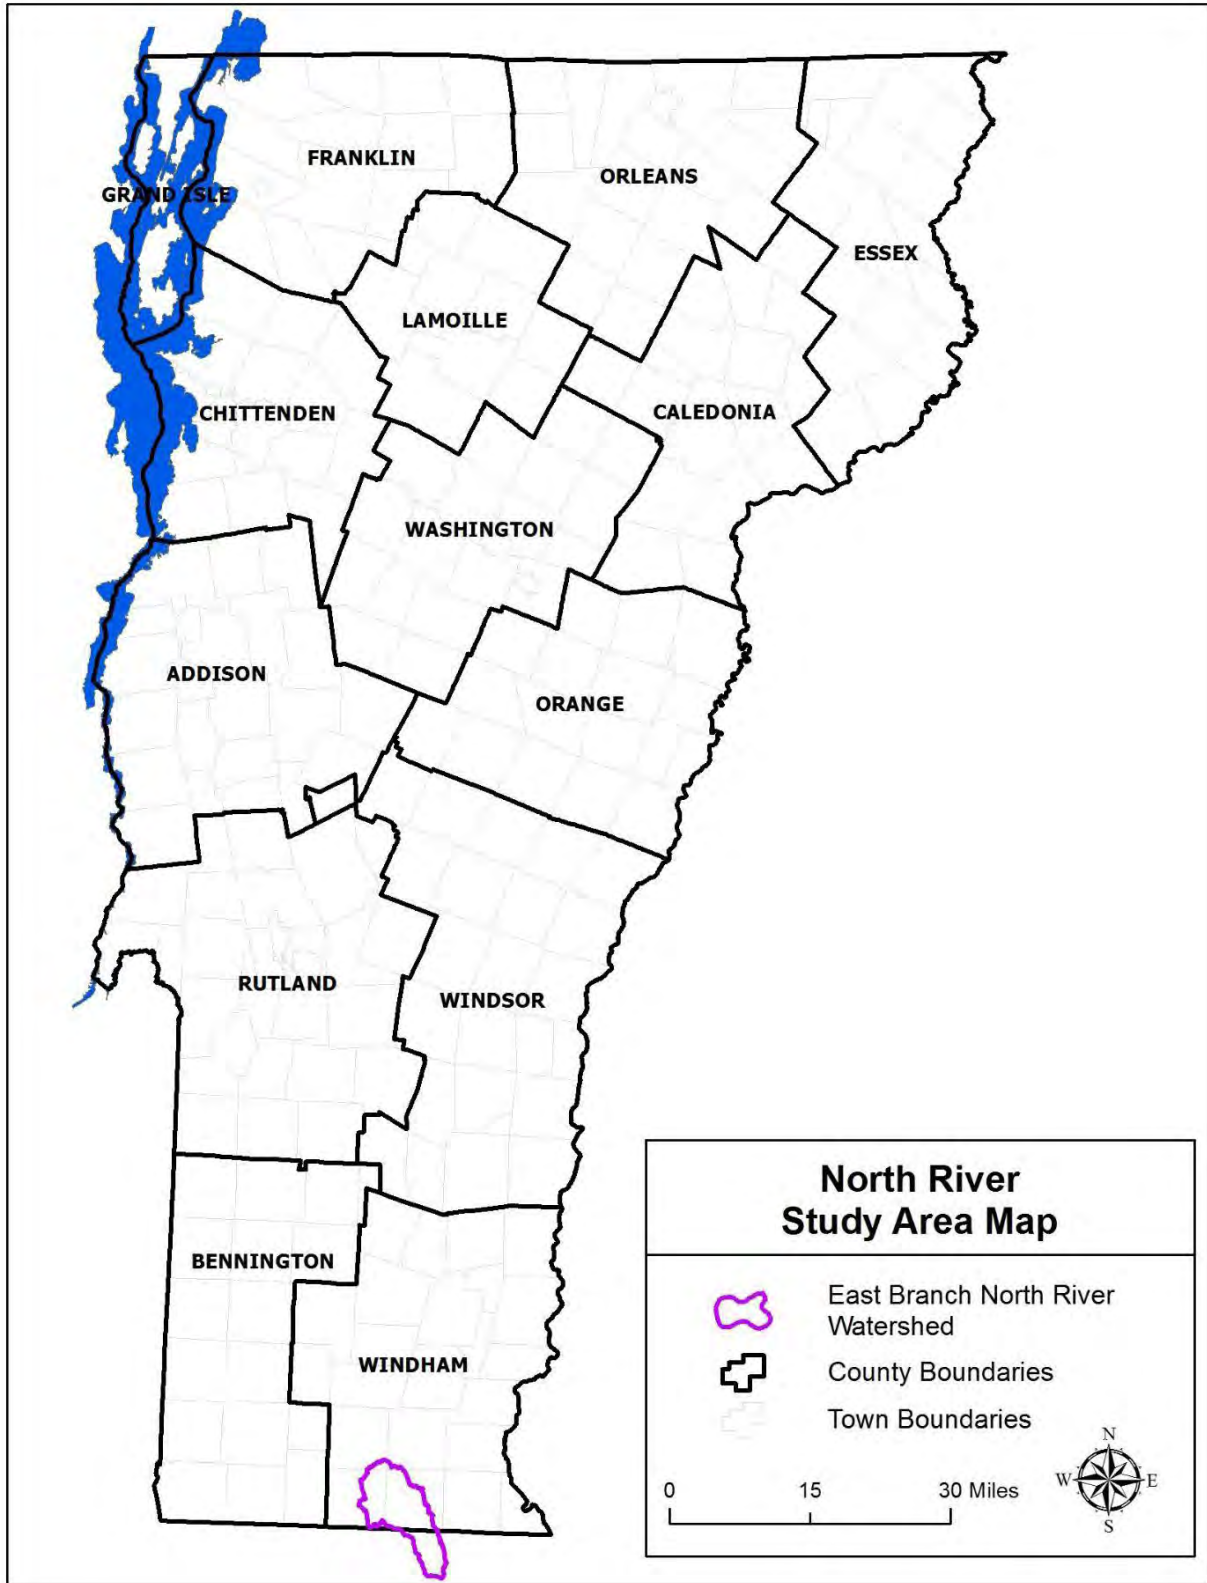 FRANKLIN
ORLEANS
GRAND ISLE
ESSEX
LAMOILLE
CHITTENDEN
CALEDONIA
WASHINGTON
ADDISON
ORANGE
RUTLAND
WINDSOR
BENNINGTON
WINDHAM
North River
Study Area Map
East Branch North River
Watershed
County Boundaries
Town Boundaries
0 15 30 Miles
N
W E
S